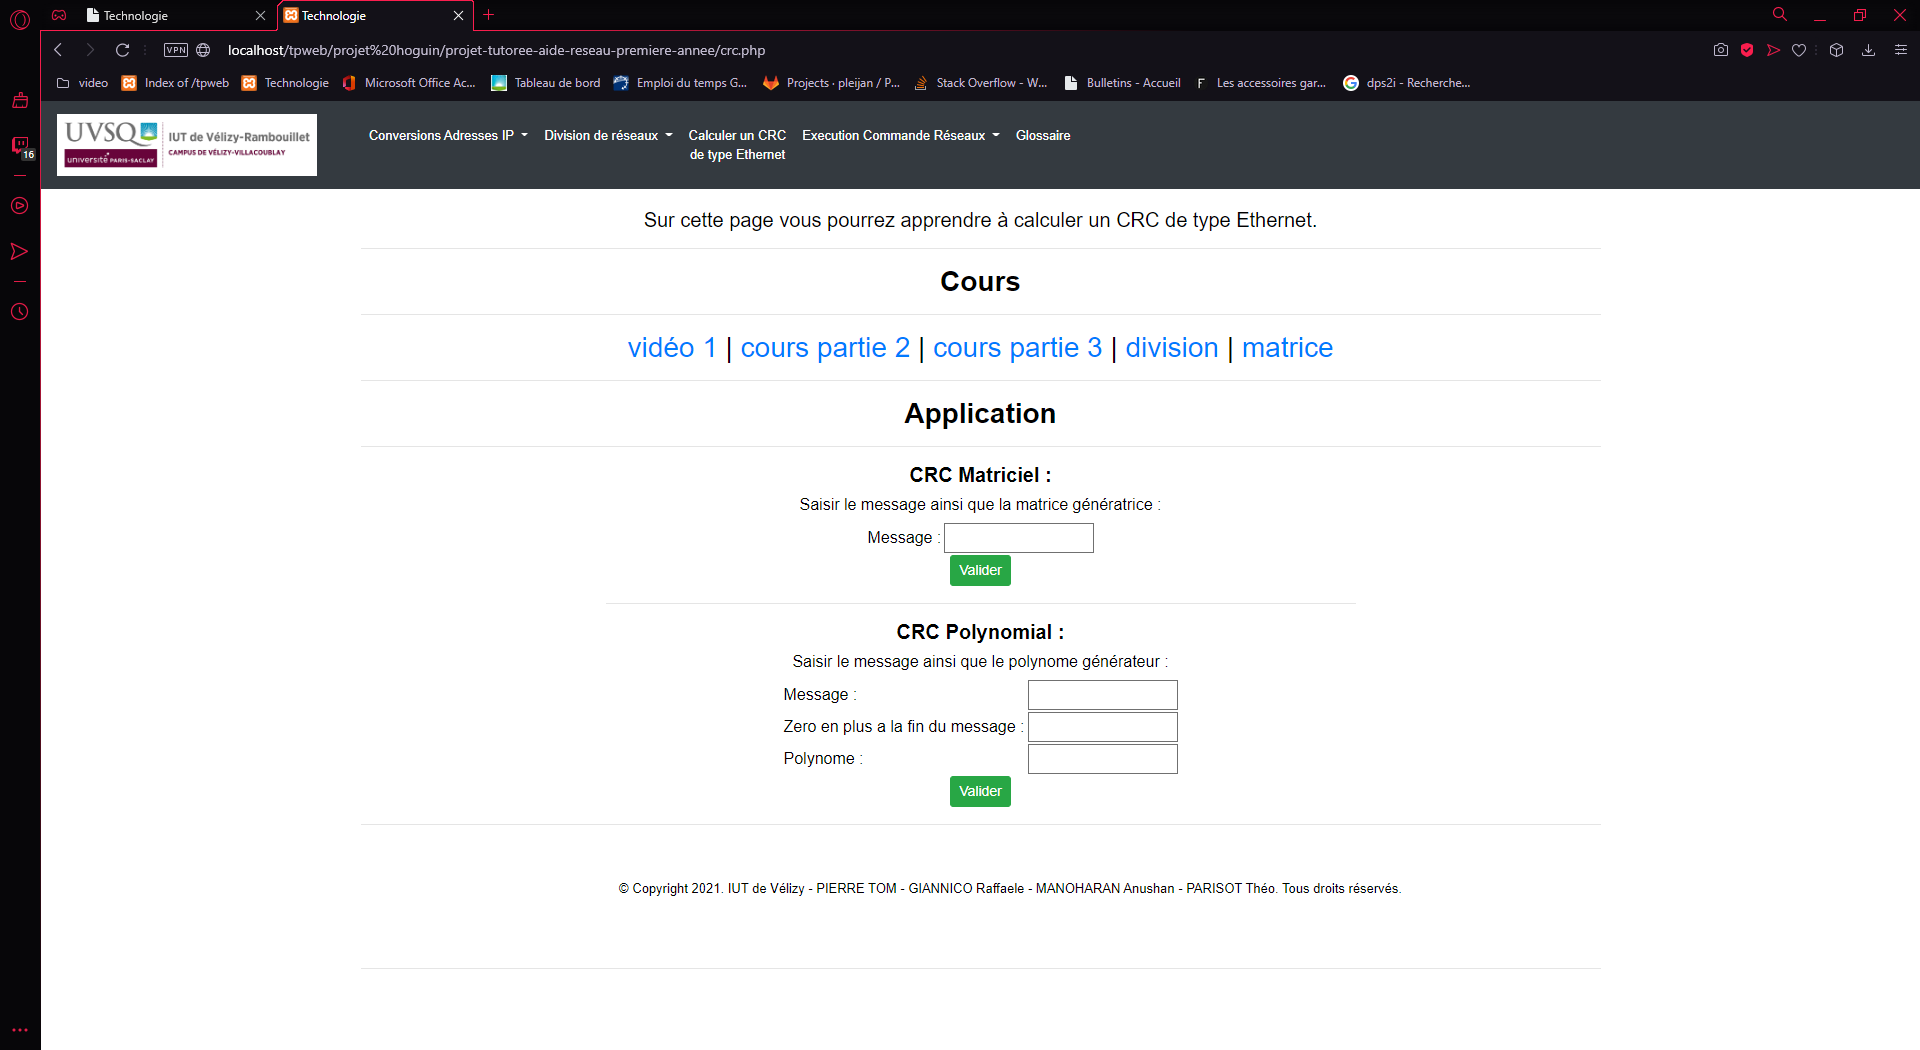 Technologie
Technologie
VPN
localhost/tpweb/projet%20hoguin/projet-tutoree-aide-reseau-premiere-annee/crc.php
video Index of /tpweb Technologie Microsoft Office Ac... Tableau de bord Emploi du temps G... Projects · pleijan / P... Stack Overflow - W... Bulletins - Accueil F Les accessoires gar... dps2i - Recherche...
16
UVSQ
université PARIS-SACLAY
IUT de Vélizy-Rambouillet
CAMPUS DE VÉLIZY-VILLACOUBLAY
Conversions Adresses IP
Division de réseaux
Calculer un CRC
de type Ethernet
Execution Commande Réseaux
Glossaire
Sur cette page vous pourrez apprendre à calculer un CRC de type Ethernet.
Cours
vidéo 1 | cours partie 2 | cours partie 3 | division | matrice
Application
CRC Matriciel :
Saisir le message ainsi que la matrice génératrice :
Message :
Valider
CRC Polynomial :
Saisir le message ainsi que le polynome générateur :
Message :
Zero en plus a la fin du message :
Polynome :
Valider
© Copyright 2021. IUT de Vélizy - PIERRE TOM - GIANNICO Raffaele - MANOHARAN Anushan - PARISOT Théo. Tous droits réservés.